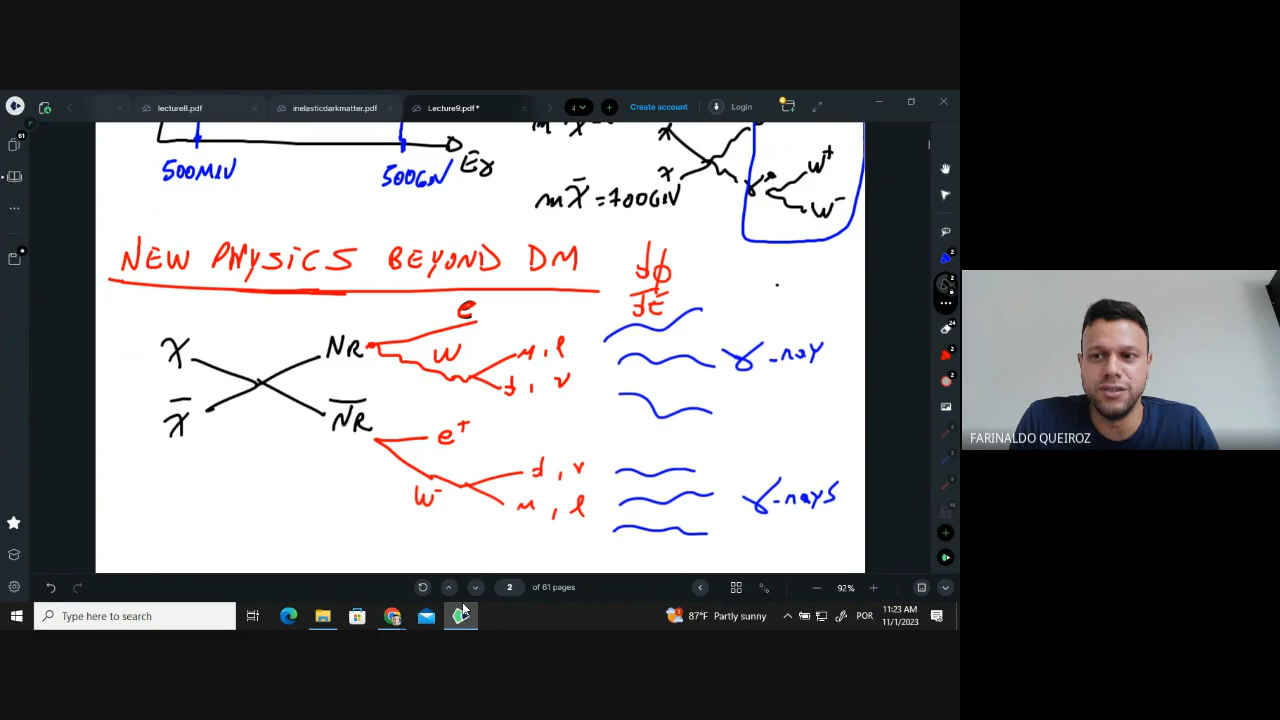 lecture8.pdf
inelasticdarkmatter.pdf
Lecture9.pdf*
Create account
Login
61
500MeV
500GeV
Eγ
χ
χ
mχ̄ = 700GeV
γ*
W+
W-
NEW PHYSICS BEYOND DM
dϕ
dE
e
χ
NR
W
u, l
d, ν
γ-ray
χ̄
N̄R̄
e+
W-
d, ν
u, l
γ-rays
FARINALDO QUEIROZ
2
of 61 pages
92%
Type here to search
87°F Partly sunny
POR
11:23 AM
11/1/2023